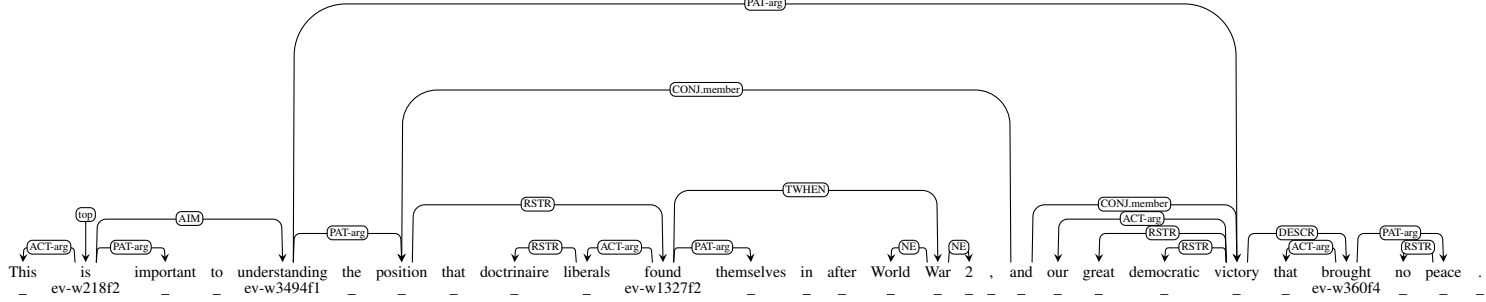 PAT-arg
CONJ.member
TWHEN
RSTR CONJ.member
top AIM ACT-arg
PAT-arg RSTR DESCR PAT-arg
ACT-arg PAT-arg RSTR ACT-arg PAT-arg NE NE RSTR ACT-arg RSTR
This is important to understanding the position that doctrinaire liberals found themselves in after World War 2 , and our great democratic victory that brought no peace .
_ ev-w218f2 _ _ ev-w3494f1 _ _ _ _ _ ev-w1327f2 _ _ _ _ _ _ _ _ _ _ _ _ _ ev-w360f4 _ _ _